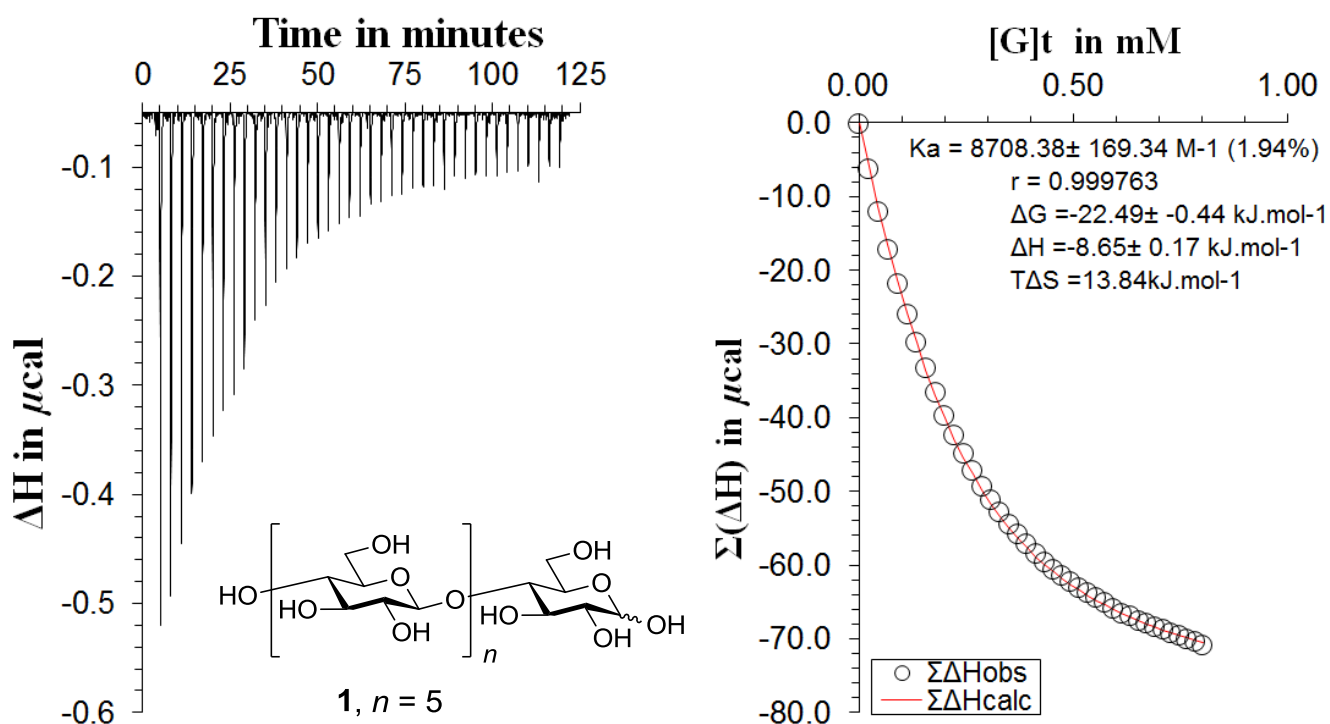 Time in minutes
0 25 50 75 100 125
-0.1
-0.2
-0.3
-0.4
-0.5
-0.6
ΔH in μcal
OH
HO
O
HO
OH
n
O
OH
O
HO
OH
OH
1, n = 5
[G]t in mM
0.00 0.50 1.00
0.0
-10.0
-20.0
-30.0
-40.0
-50.0
-60.0
-70.0
-80.0
Σ(ΔH) in μcal
Ka = 8708.38± 169.34 M-1 (1.94%)
r = 0.999763
ΔG =-22.49± -0.44 kJ.mol-1
ΔH =-8.65± 0.17 kJ.mol-1
TΔS =13.84kJ.mol-1
ΣΔHobs
ΣΔHcalc